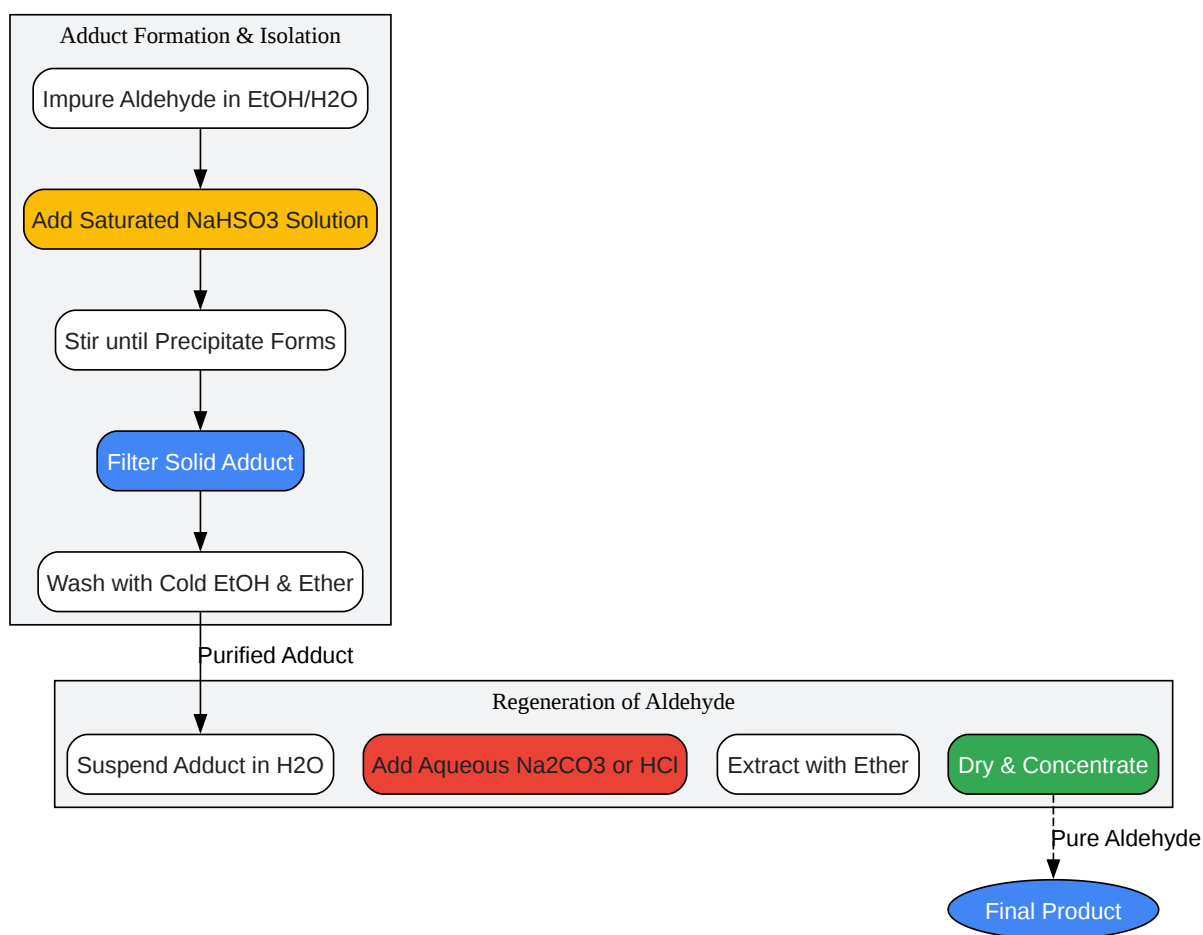 Adduct Formation & Isolation
Impure Aldehyde in EtOH/H2O
Add Saturated NaHSO3 Solution
Stir until Precipitate Forms
Filter Solid Adduct
Wash with Cold EtOH & Ether
Purified Adduct
Regeneration of Aldehyde
Suspend Adduct in H2O
Add Aqueous Na2CO3 or HCl
Extract with Ether
Dry & Concentrate
Pure Aldehyde
Final Product